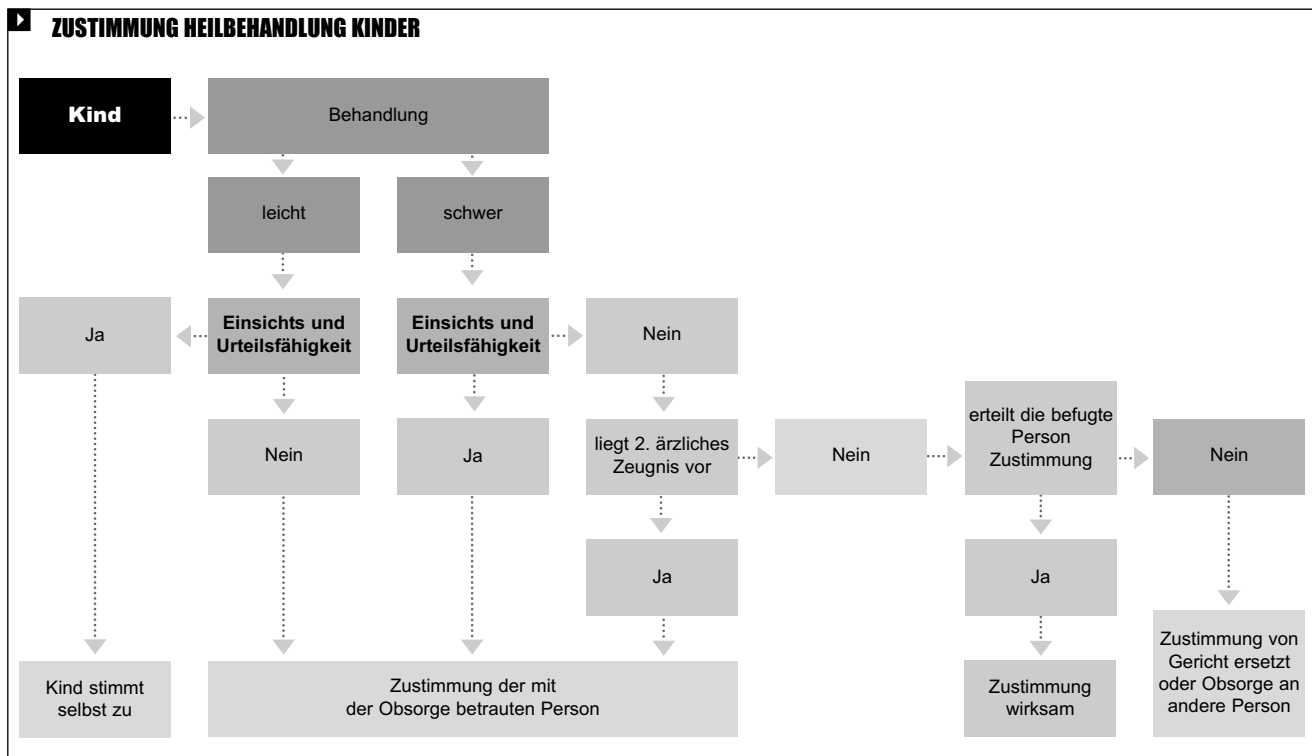 ZUSTIMMUNG HEILBEHANDLUNG KINDER
Kind
Behandlung
leicht
schwer
Ja
Einsichts und
Urteilsfähigkeit
Einsichts und
Urteilsfähigkeit
Nein
Nein
Ja
liegt 2. ärzliches
Zeugnis vor
Nein
erteilt die befugte
Person
Zustimmung
Nein
Ja
Ja
Kind stimmt
selbst zu
Zustimmung der mit
der Obsorge betrauten Person
Zustimmung
wirksam
Zustimmung von
Gericht ersetzt
oder Obsorge an
andere Person